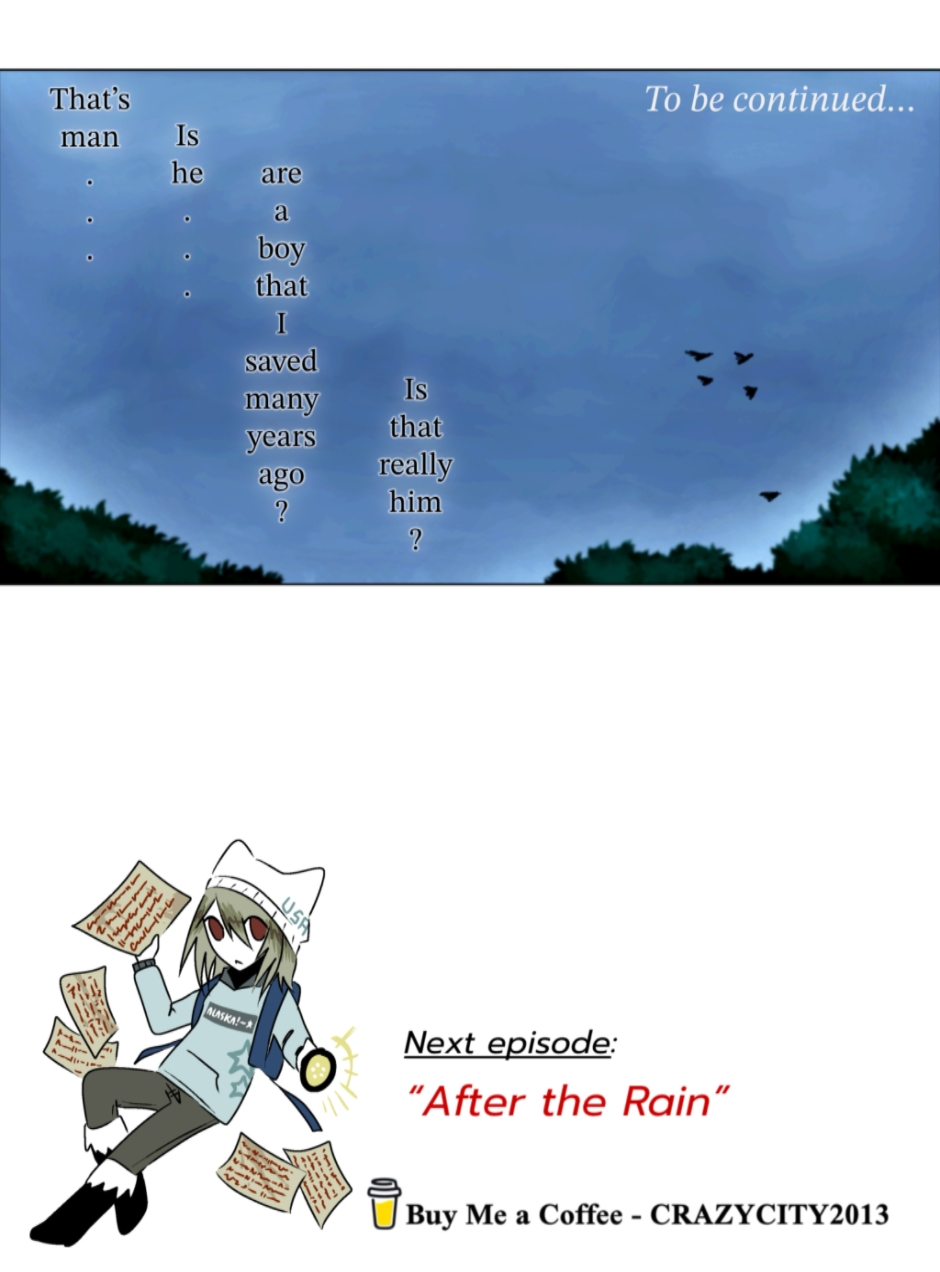 That's
man
.
.
.
Is
he
.
.
.
are
a
boy
that
I
saved
many
years
ago
?
Is
that
really
him
?
To be continued...
USA
ALASKA!-★
Next episode:
“After the Rain”
Buy Me a Coffee - CRAZYCITY2013